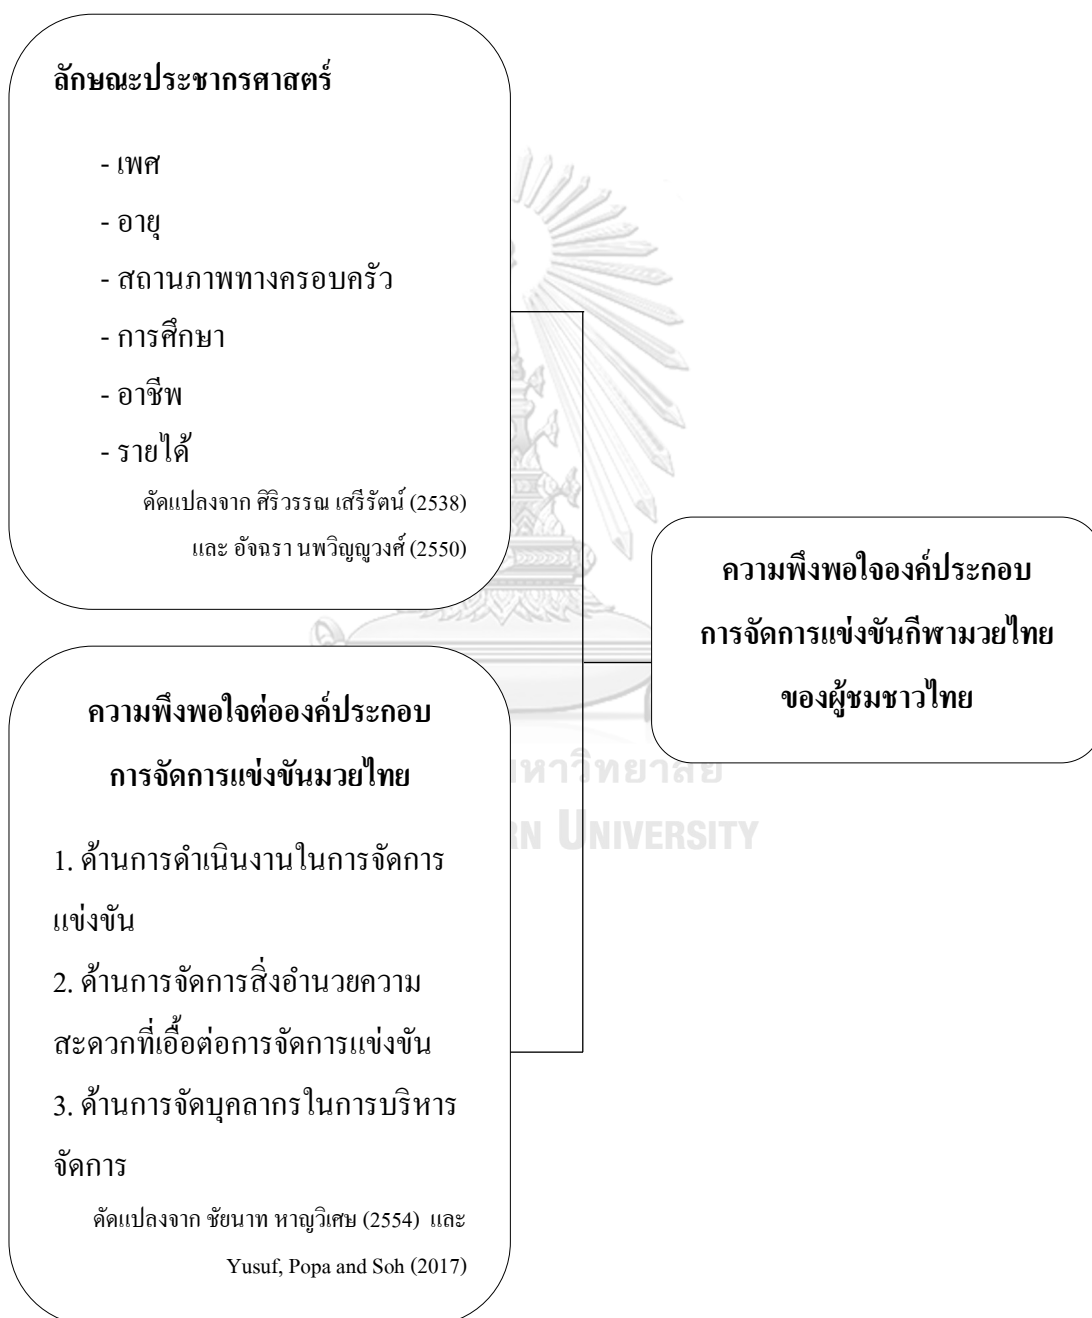 ลักษณะประชากรศาสตร์
- เพศ
- อายุ
- สถานภาพทางครอบครัว
- การศึกษา
- อาชีพ
- รายได้
ดัดแปลงจาก ศิริวรรณ เสรีรัตน์ (2538)
และ อัจฉรา นพวิญญูวงศ์ (2550)
ความพึงพอใจต่อองค์ประกอบ
การจัดการแข่งขันมวยไทย
1. ด้านการดำเนินงานในการจัดการ
แข่งขัน
2. ด้านการจัดการสิ่งอำนวยความ
สะดวกที่เอื้อต่อการจัดการแข่งขัน
3. ด้านการจัดบุคลากรในการบริหาร
จัดการ
ดัดแปลงจาก ชัยนาท หาญวิเศษ (2554) และ
Yusuf, Popa and Soh (2017)
ความพึงพอใจองค์ประกอบ
การจัดการแข่งขันกีฬามวยไทย
ของผู้ชมชาวไทย
หาวิทยาลัย
RN UNIVERSITY